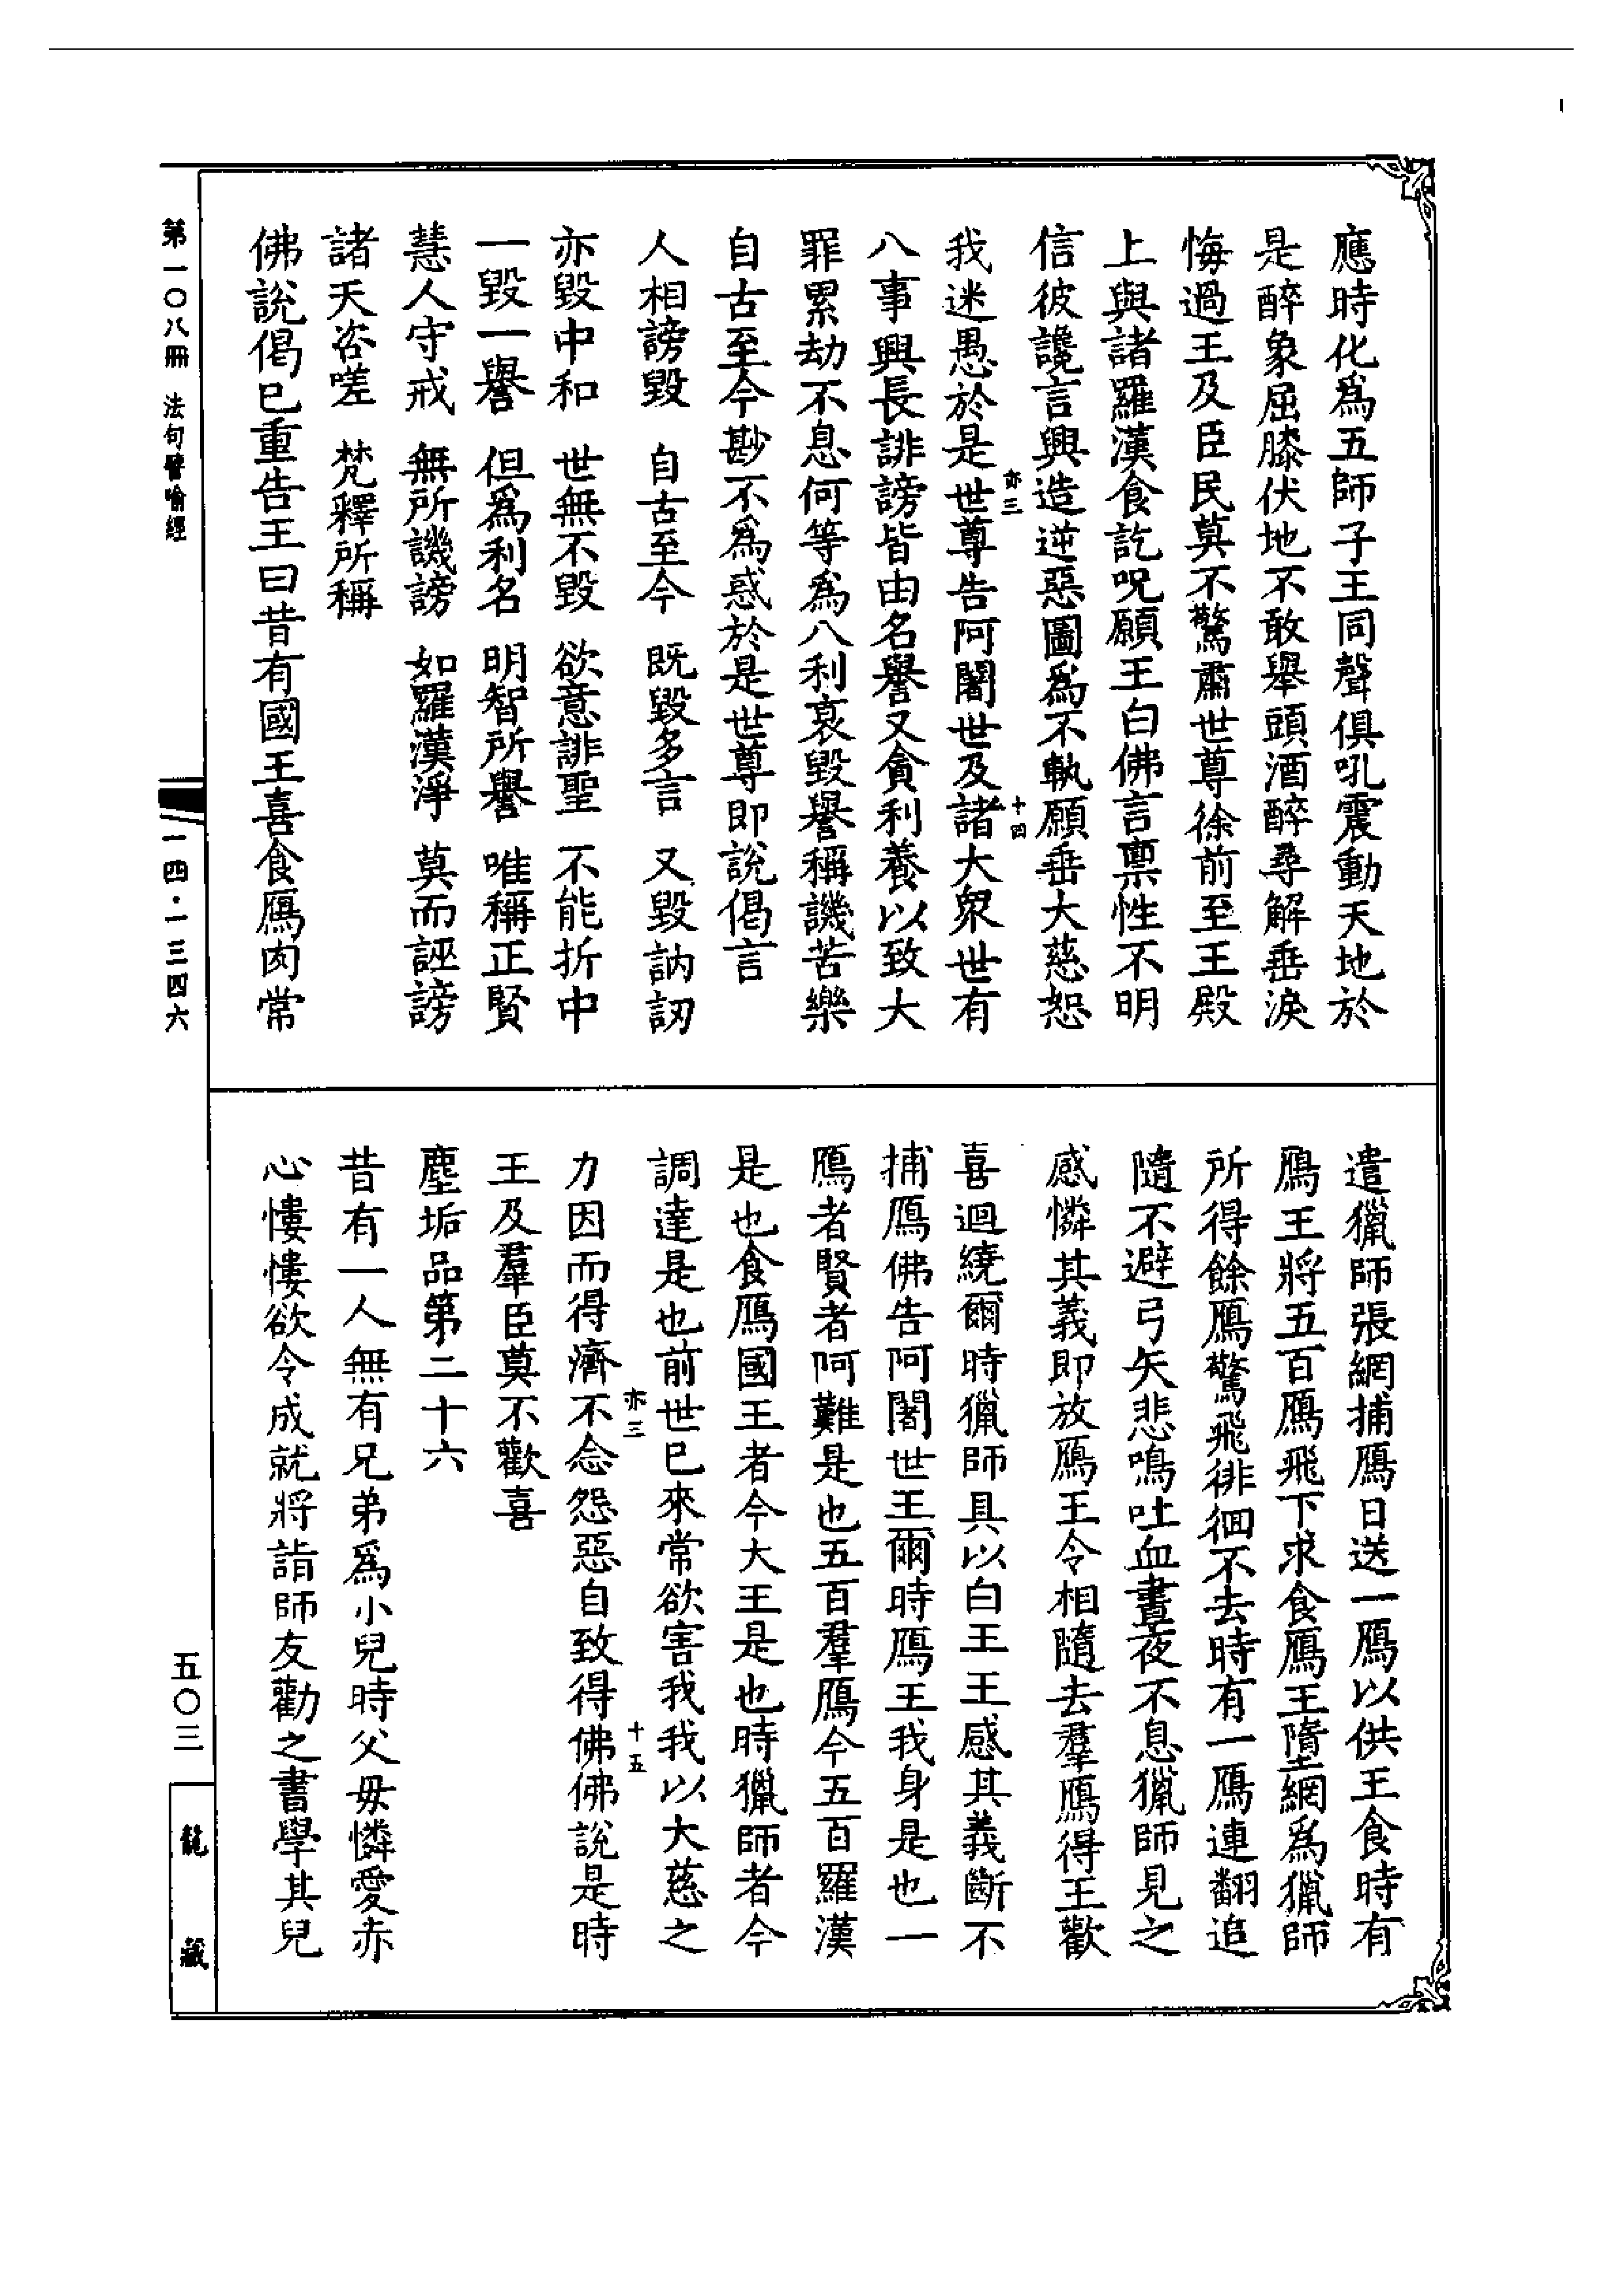 應時化爲五師子王同聲俱吼震動天地於
是醉象屈膝伏地不敢舉頭酒醉尋解垂淚
悔過王及臣民莫不驚肅世尊徐前至王殿
上與諸羅漢食訖呪願王白佛言稟性不明
信彼讒言興造逆惡圖爲不軌願垂大慈恕
我迷愚於是世尊告阿闍世及諸大衆世有
亦三
十四
八事興長誹謗皆由名譽又貪利養以致大
罪累劫不息何等爲八利衰毀譽稱譏苦樂
自古至今尠不爲惑於是世尊即說偈言
人相謗毀 自古至今 既毀多言 又毀訥訒
亦毀中和 世無不毀 欲意誹聖 不能折中
一毀一譽 但爲利名 明智所譽 唯稱正賢
慧人守戒 無所譏謗 如羅漢淨 莫而誣謗
諸天咨嗟 梵釋所稱
佛說偈已重告王曰昔有國王喜食鴈肉常
遣獵師張網捕鴈日送一鴈以供王食時有
鴈王將五百鴈飛下求食鴈王墮網爲獵師
所得餘鴈驚飛徘徊不去時有一鴈連翻追
隨不避弓矢悲鳴吐血晝夜不息獵師見之
感憐其義即放鴈王令相隨去羣鴈得王歡
喜迴繞爾時獵師具以白王王感其義斷不
捕鴈佛告阿闍世王爾時鴈王我身是也一
鴈者賢者阿難是也五百羣鴈今五百羅漢
是也食鴈國王者今大王是也時獵師者今
調達是也前世已來常欲害我我以大慈之
力因而得濟不念怨惡自致得佛佛說是時
亦三
十五
王及羣臣莫不歡喜
塵垢品第二十六
昔有一人無有兄弟爲小兒時父母憐愛赤
心慺慺欲令成就將詣師友勸之書學其兒
第一〇八冊 法句譬喻經
一四·一三四六
五〇三
龍藏